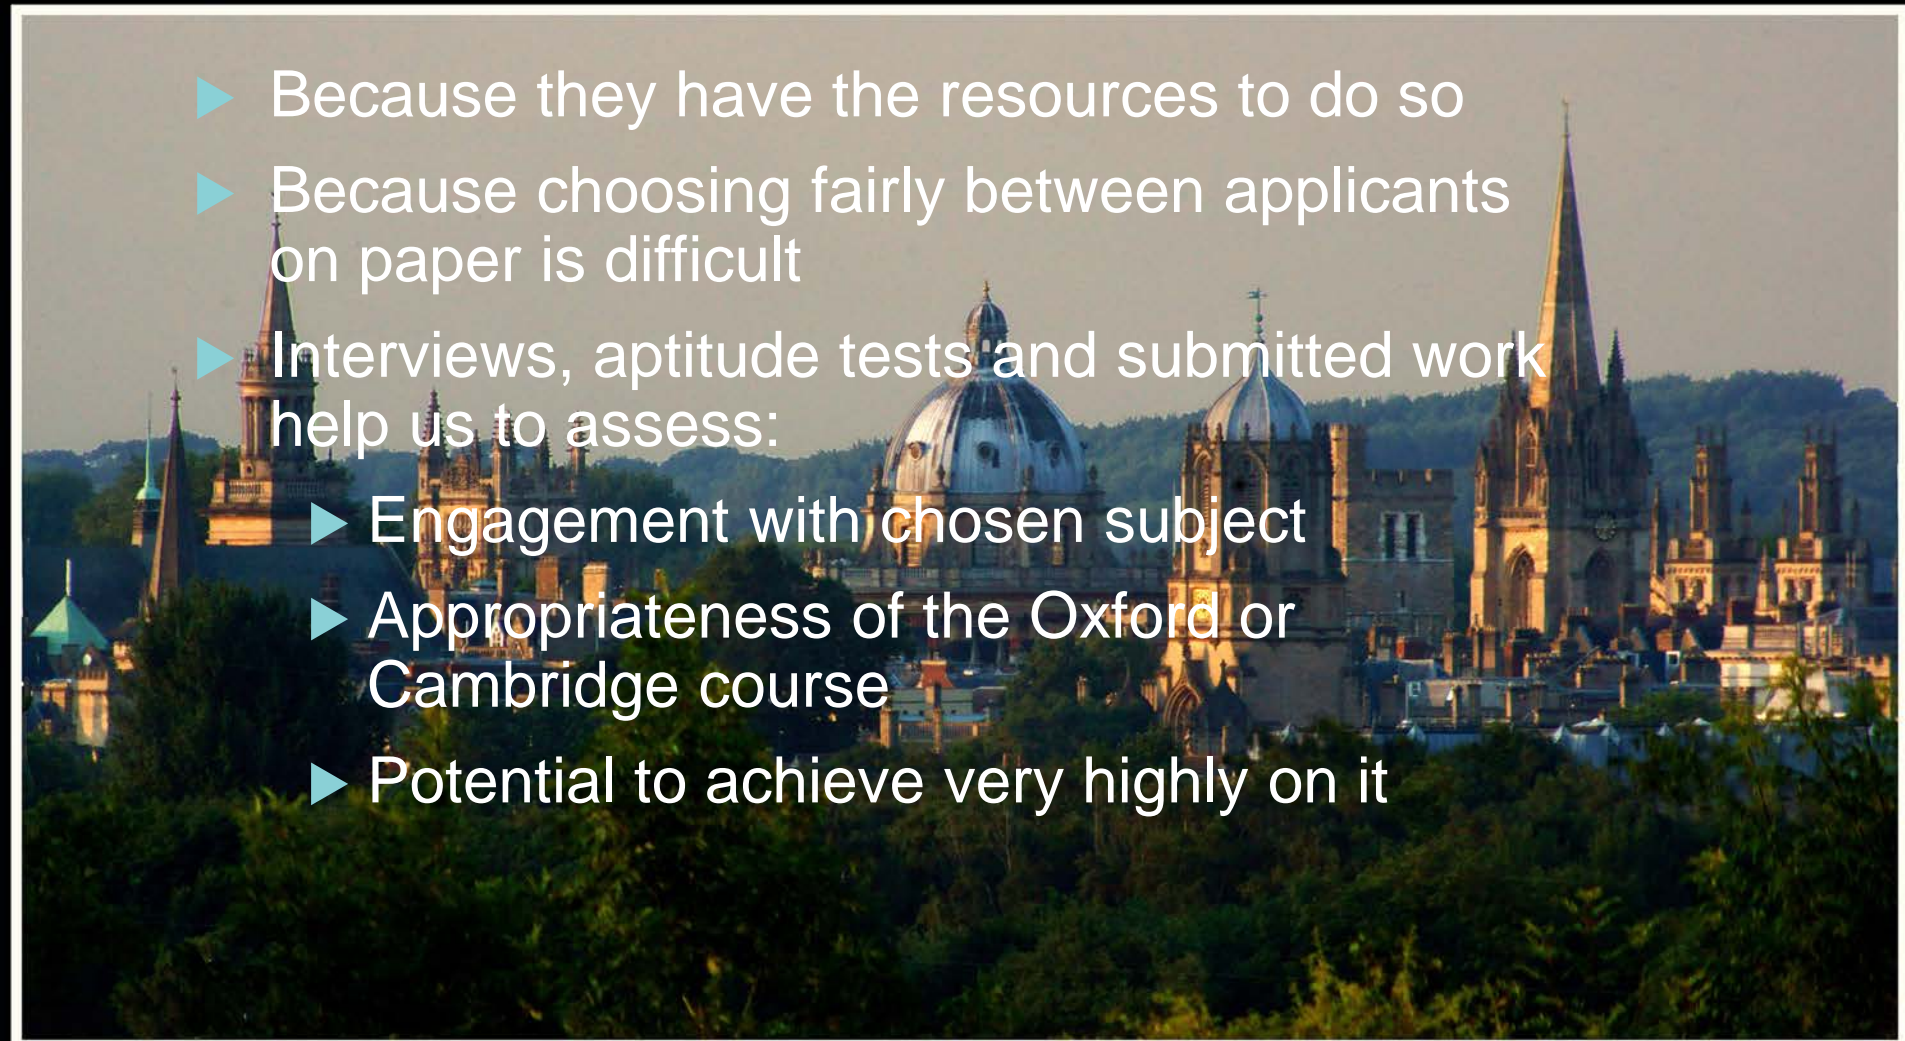 Because they have the resources to do so
Because choosing fairly between applicants
on paper is difficult
Interviews, aptitude tests and submitted work
help us to assess:
Engagement with chosen subject
Appropriateness of the Oxford or
Cambridge course
Potential to achieve very highly on it